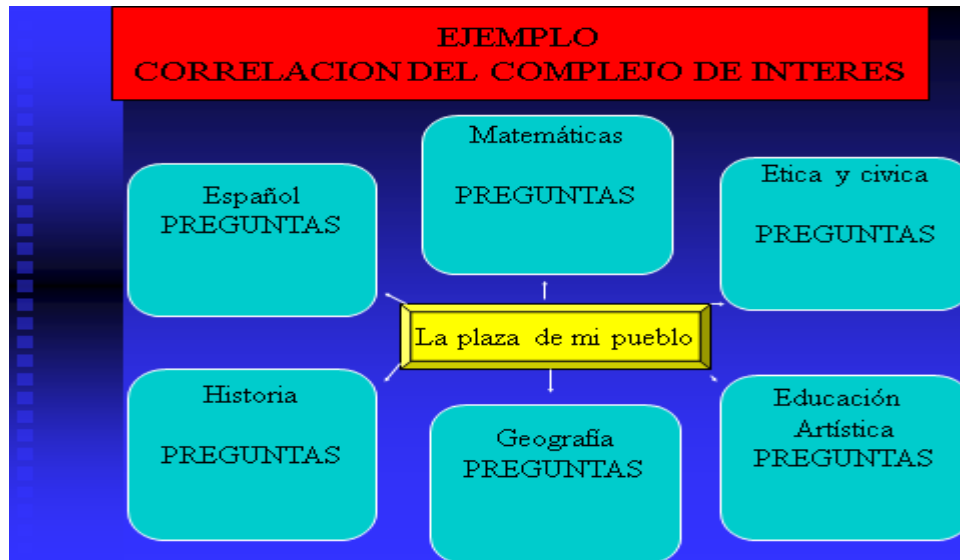 EJEMPLO
CORRELACION DEL COMPLEJO DE INTERES
Matemáticas
PREGUNTAS
Español
PREGUNTAS
Etica y civica
PREGUNTAS
La plaza de mi pueblo
Historia
PREGUNTAS
Geografía
PREGUNTAS
Educación
Artística
PREGUNTAS